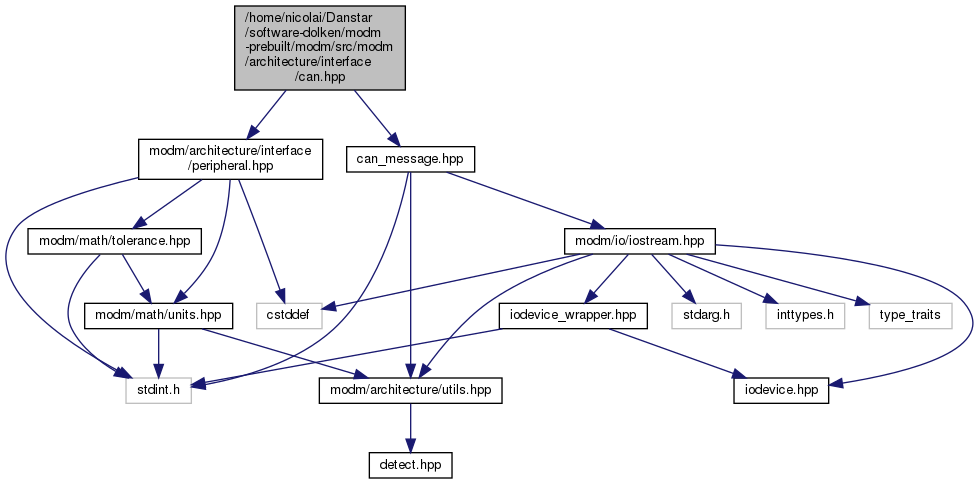 /home/nicolai/Danstar
/software-dolken/modm
-prebuilt/modm/src/modm
/architecture/interface
/can.hpp
modm/architecture/interface
/peripheral.hpp
can_message.hpp
modm/math/tolerance.hpp
modm/io/iostream.hpp
modm/math/units.hpp
cstddef
iodevice_wrapper.hpp
stdarg.h
inttypes.h
type_traits
stdint.h
modm/architecture/utils.hpp
iodevice.hpp
detect.hpp